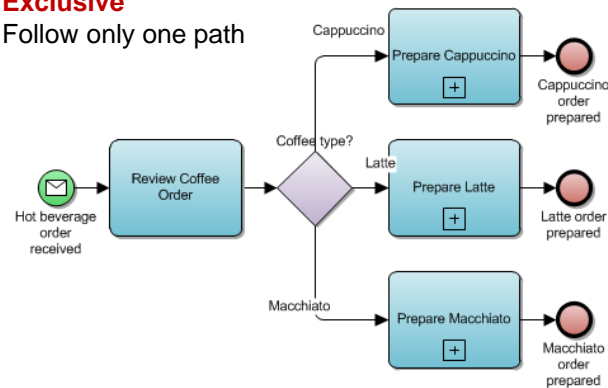 Exclusive
Follow only one path
Cappuccino
Prepare Cappuccino
Cappuccino
order
prepared
Coffee type?
Review Coffee
Order
Latte
Prepare Latte
Hot beverage
order
received
Latte order
prepared
Macchiato
Prepare Macchiato
Macchiato
order
prepared